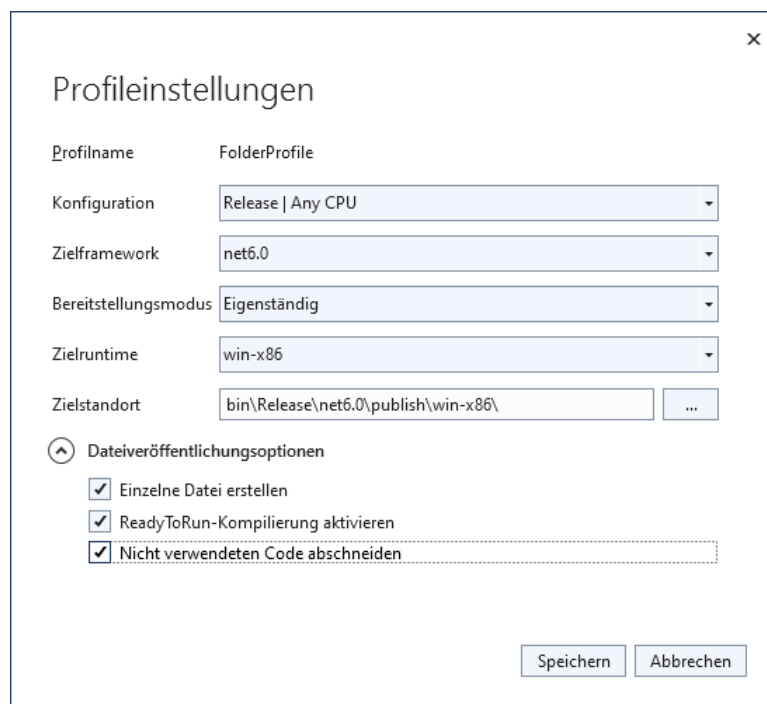 Profileinstellungen
Profilname FolderProfile
Konfiguration Release | Any CPU
Zielframework net6.0
Bereitstellungsmodus Eigenständig
Zielruntime win-x86
Zielstandort bin\Release\net6.0\publish\win-x86\ ...
Dateiveröffentlichungsoptionen
Einzelne Datei erstellen
ReadyToRun-Kompilierung aktivieren
Nicht verwendeten Code abschneiden
Speichern Abbrechen